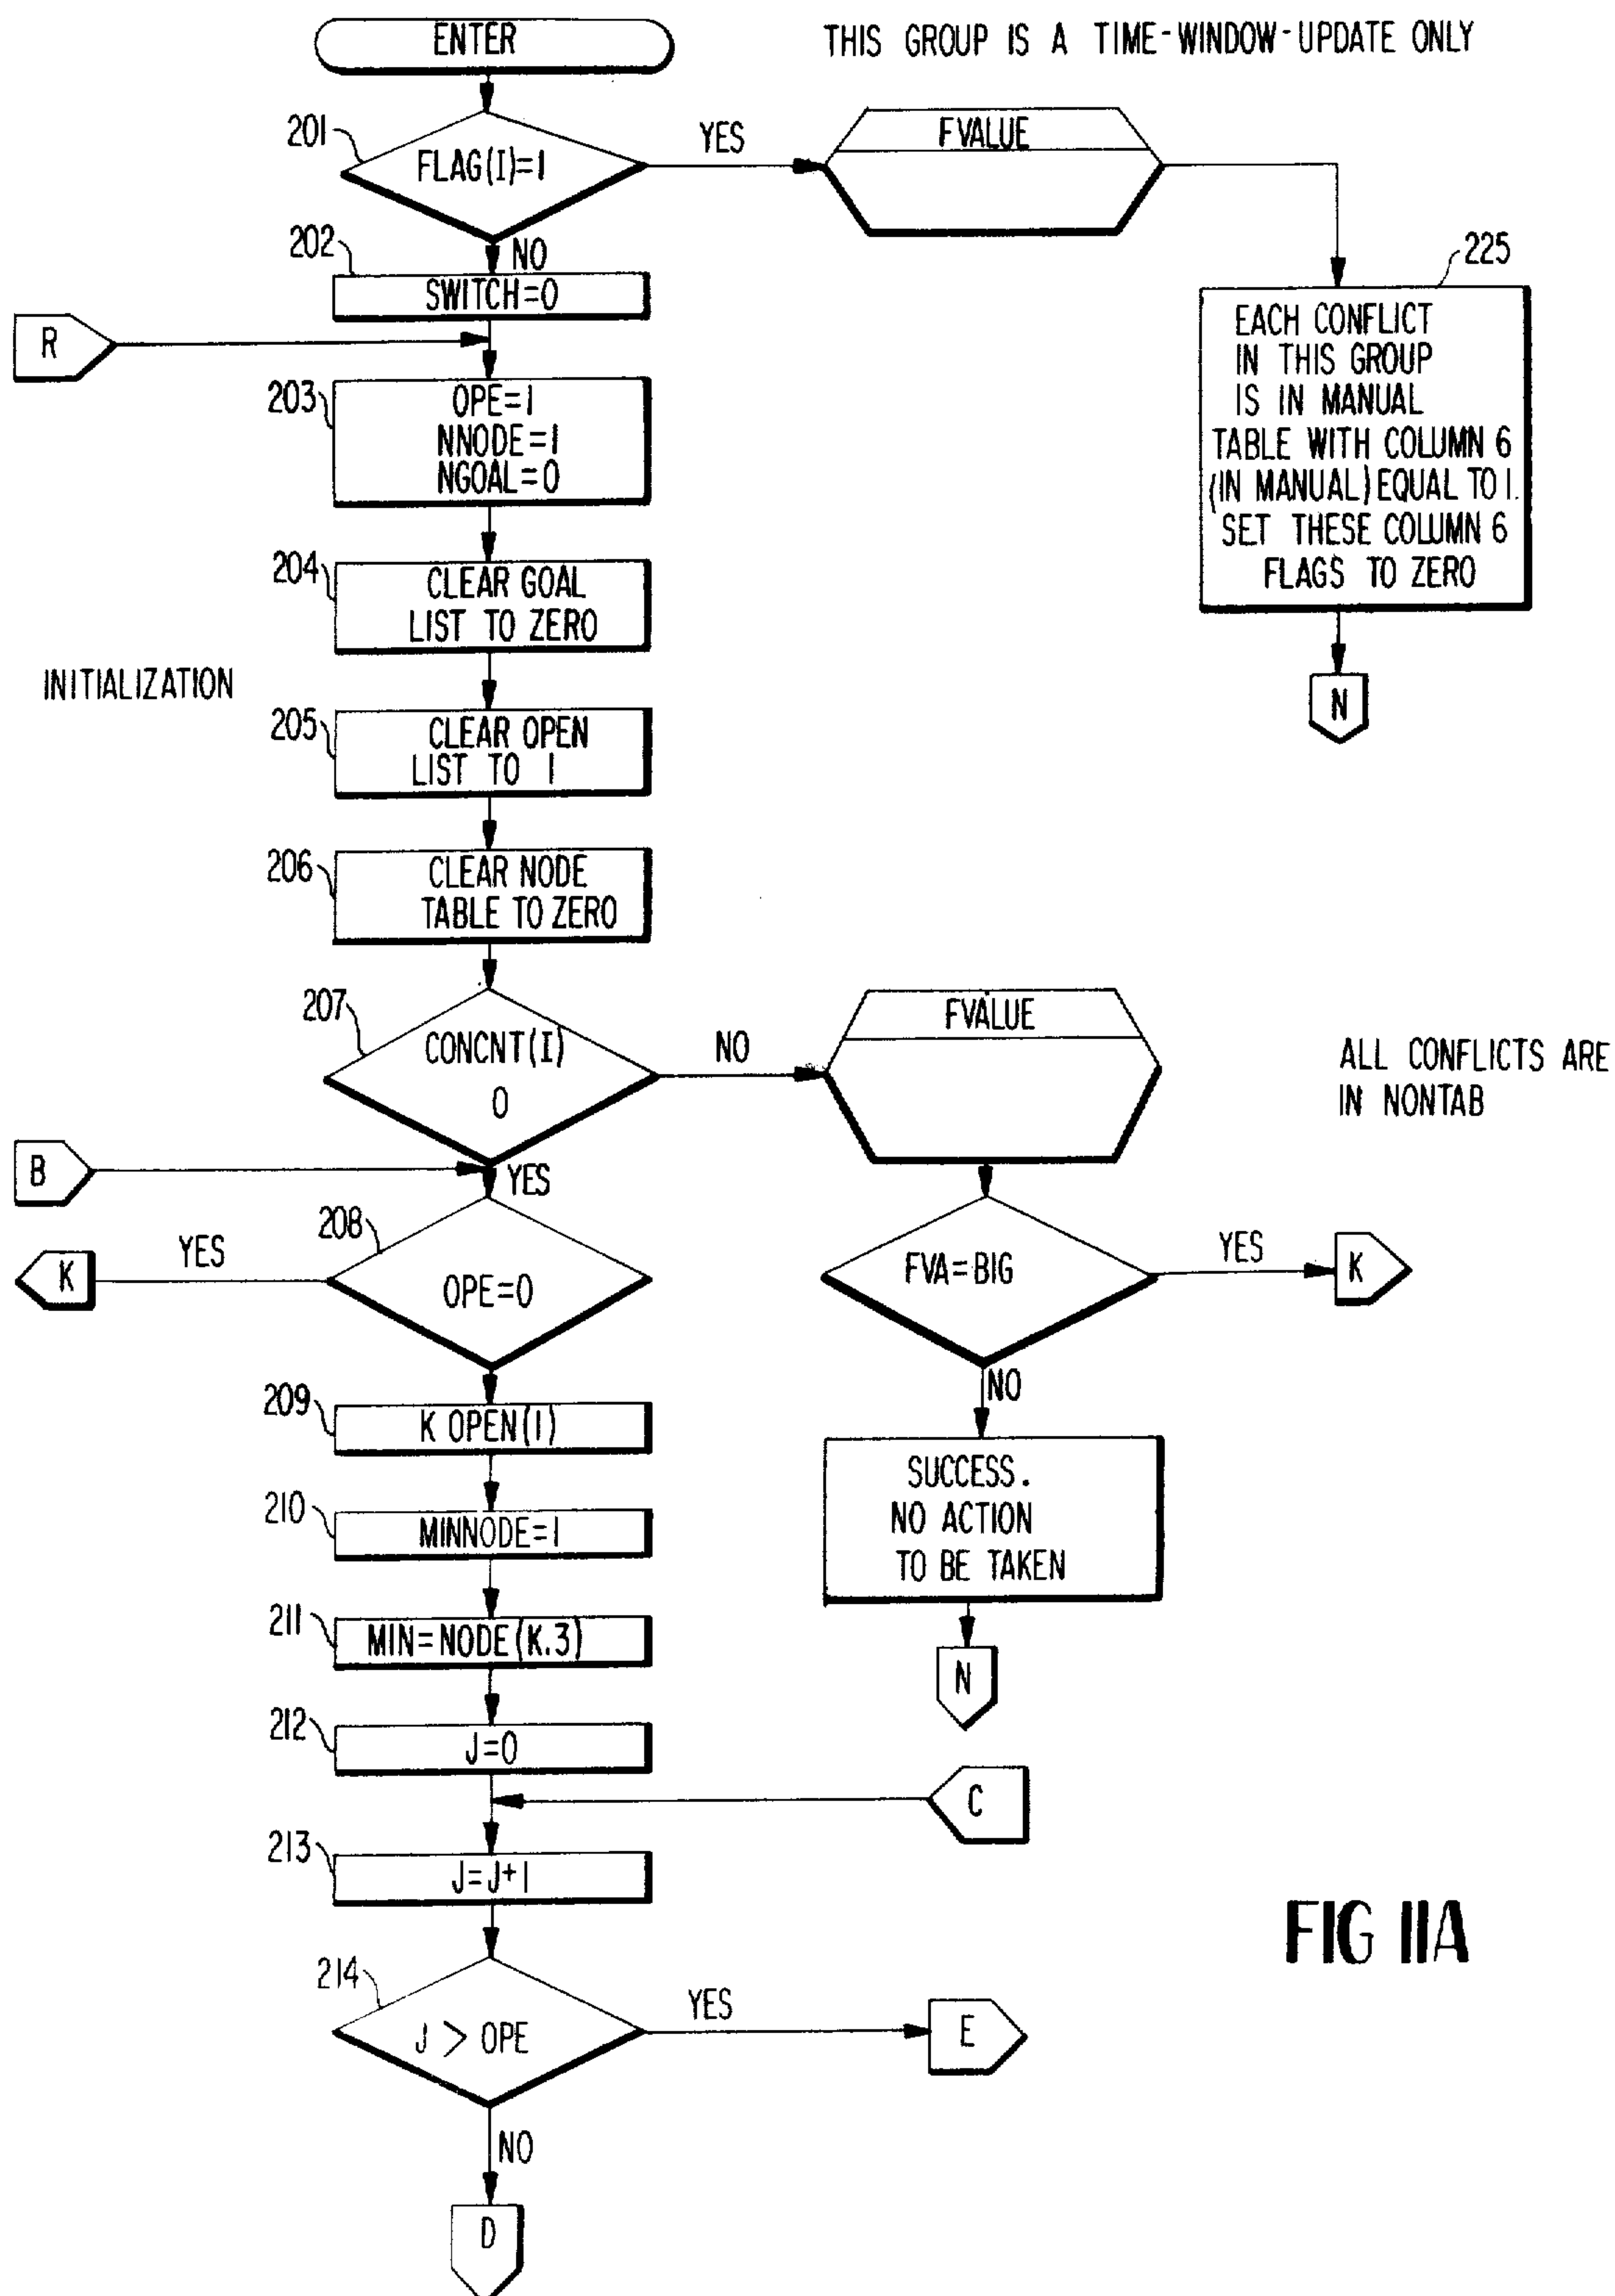 ENTER
THIS GROUP IS A TIME-WINDOW-UPDATE ONLY
201
FLAG(I)=1
YES
FVALUE
202
NO
SWITCH=0
225
EACH CONFLICT
IN THIS GROUP
IS IN MANUAL
TABLE WITH COLUMN 6
(IN MANUAL) EQUAL TO 1.
SET THESE COLUMN 6
FLAGS TO ZERO
N
R
203
OPE=1
NNODE=1
NGOAL=0
204
CLEAR GOAL
LIST TO ZERO
INITIALIZATION
205
CLEAR OPEN
LIST TO 1
206
CLEAR NODE
TABLE TO ZERO
207
CONCNT(I)
0
NO
FVALUE
ALL CONFLICTS ARE
IN NONTAB
B
YES
208
YES
K
OPE=0
FVA=BIG
YES
K
NO
209
K OPEN(1)
SUCCESS.
NO ACTION
TO BE TAKEN
210
MINNODE=1
211
MIN=NODE(K.3)
N
212
J=0
C
213
J=J+1
214
J > OPE
YES
E
NO
D
FIG 11A